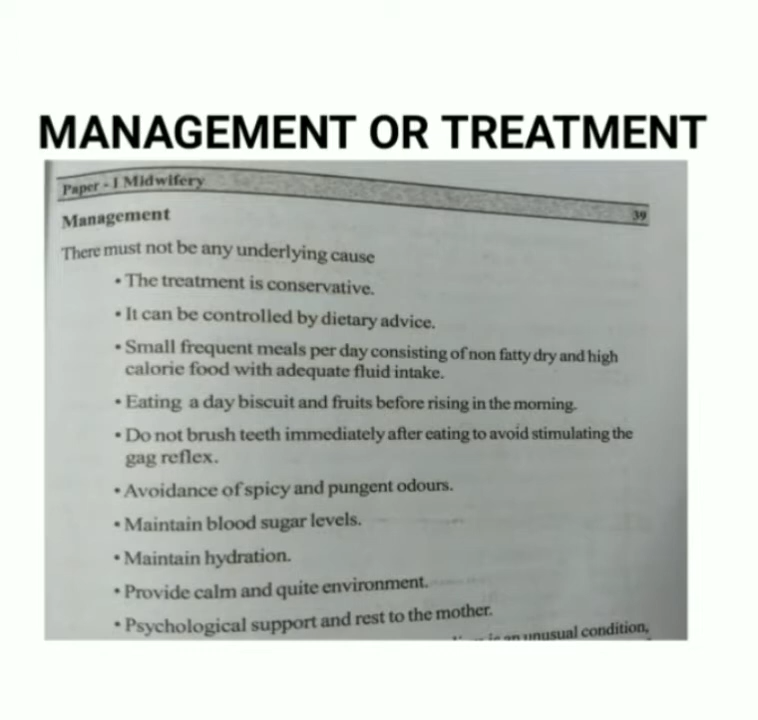 MANAGEMENT OR TREATMENT
Paper - I Midwifery
39
Management
There must not be any underlying cause
• The treatment is conservative.
• It can be controlled by dietary advice.
• Small frequent meals per day consisting of non fatty dry and high
calorie food with adequate fluid intake.
• Eating a day biscuit and fruits before rising in the morning.
• Do not brush teeth immediately after eating to avoid stimulating the
gag reflex.
• Avoidance of spicy and pungent odours.
• Maintain blood sugar levels.
• Maintain hydration.
• Provide calm and quite environment.
• Psychological support and rest to the mother.
is an unusual condition,